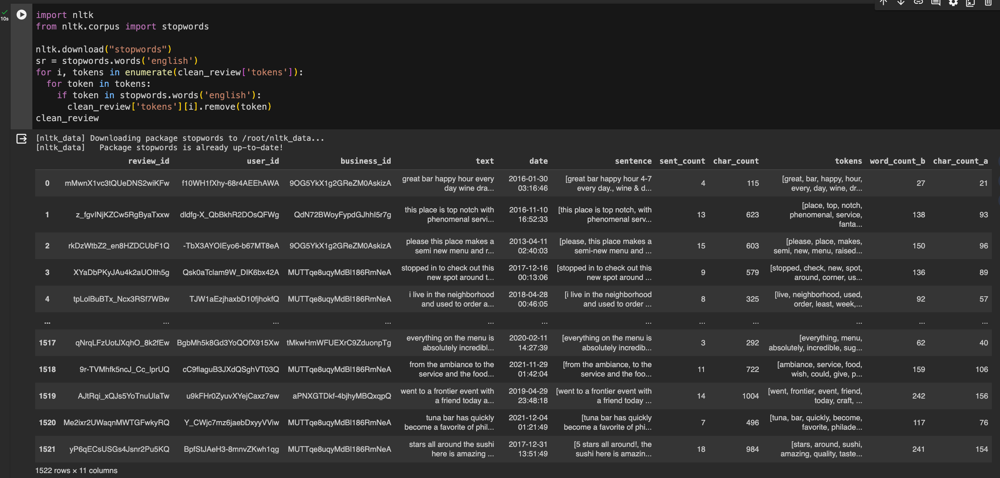 10s
import nltk
from nltk.corpus import stopwords
nltk.download("stopwords")
sr = stopwords.words('english')
for i, tokens in enumerate(clean_review['tokens']):
  for token in tokens:
    if token in stopwords.words('english'):
      clean_review['tokens'][i].remove(token)
clean_review
[nltk_data] Downloading package stopwords to /root/nltk_data...
[nltk_data]   Package stopwords is already up-to-date!
review_id user_id business_id text date sentence sent_count char_count tokens word_count_b char_count_a
0 mMwnX1vc3tQUeDNS2wiKFw f10WH1fXhy-68r4AEEhAWA 9OG5YkX1g2GReZM0AskizA great bar happy hour every 2016-01-30 [great bar happy hour 4-7 4 115 [great, bar, happy, hour, 27 21
day wine dra... 03:16:46 every day., wine & d... every, day, wine, dr...
1 z_fgvlNjKZCw5RgByaTxxw dldfg-X_QbBkhR2DOsQFWg QdN72BWoyFypdGJhhI5r7g this place is top notch with 2016-11-10 [this place is top notch, with 13 623 [place, top, notch, 138 93
phenomenal servi... 16:52:33 phenomenal serv... phenomenal, service,
fanta...
2 rkDzWtbZ2_en8HZDCUbF1Q -TbX3AYOIEyo6-b67MT8eA 9OG5YkX1g2GReZM0AskizA please this place makes a 2013-04-11 [please, this place makes a 15 603 [please, place, makes, 150 96
semi new menu and r... 02:40:03 semi-new menu and ... semi, new, menu, raised...
3 XYaDbPKyJAu4k2aUOlth5g Qsk0aTclam9W_DIK6bx42A MUTTqe8uqyMdBl186RmNeA stopped in to check out this 2017-12-16 [stopped in to check out this 9 579 [stopped, check, new, spot, 136 89
new spot around t... 00:13:06 new spot around ... around, corner, us...
4 tpLolBuBTx_Ncx3RSf7WBw TJW1aEzjhaxbD10fjhokfQ MUTTqe8uqyMdBl186RmNeA i live in the neighborhood 2018-04-28 [i live in the neighborhood 8 325 [live, neighborhood, used, 92 57
and used to order a... 00:46:05 and used to order ... order, least, week,...
... ... ... ... ... ... ... ... ... ... ... ...
1517 qNrqLFzUotJXqhO_8k2fEw BgbMh5k8Gd3YoQOfX915Xw tMkwHmWFUEXrC9ZduonpTg everything on the menu is 2020-02-11 [everything on the menu is 3 292 [everything, menu, 62 40
absolutely incredibl... 14:27:39 absolutely incredib... absolutely, incredible, sug...
1518 9r-TVMhfk5ncJ_Cc_lprUQ cC9flaguB3JXdQSghVT03Q MUTTqe8uqyMdBl186RmNeA from the ambiance to the 2021-11-29 [from the ambiance, to the 11 722 [ambiance, service, food, 159 106
service and the food... 01:42:04 service and the foo... wish, could, give, p...
1519 AJtRqi_xQJs5YoTnuUlaTw u9kFHr0ZyuvXYejCaxz7ew aPNXGTDkf-4bjhyMBQxqpQ went to a frontier event with 2019-04-29 [went to a frontier event with 14 1004 [went, frontier, event, friend, 242 156
a friend today a... 23:48:18 a friend today ... today, craft, ...
1520 Me2ixr2UWaqnMWTGFwkyRQ Y_CWjc7mz6jaebDxyyVViw MUTTqe8uqyMdBl186RmNeA tuna bar has quickly 2021-12-04 [tuna bar has quickly 7 496 [tuna, bar, quickly, become, 117 76
become a favorite of phil... 01:21:49 become a favorite of phi... favorite, philade...
1521 yP6qECsUSGs4Jsnr2Pu5KQ BpfStJAeH3-8mnvZKwh1qg MUTTqe8uqyMdBl186RmNeA stars all around the sushi 2017-12-31 [5 stars all around!, the 18 984 [stars, around, sushi, 241 154
here is amazing ... 13:51:49 sushi here is amazin... amazing, quality, taste...
1522 rows × 11 columns